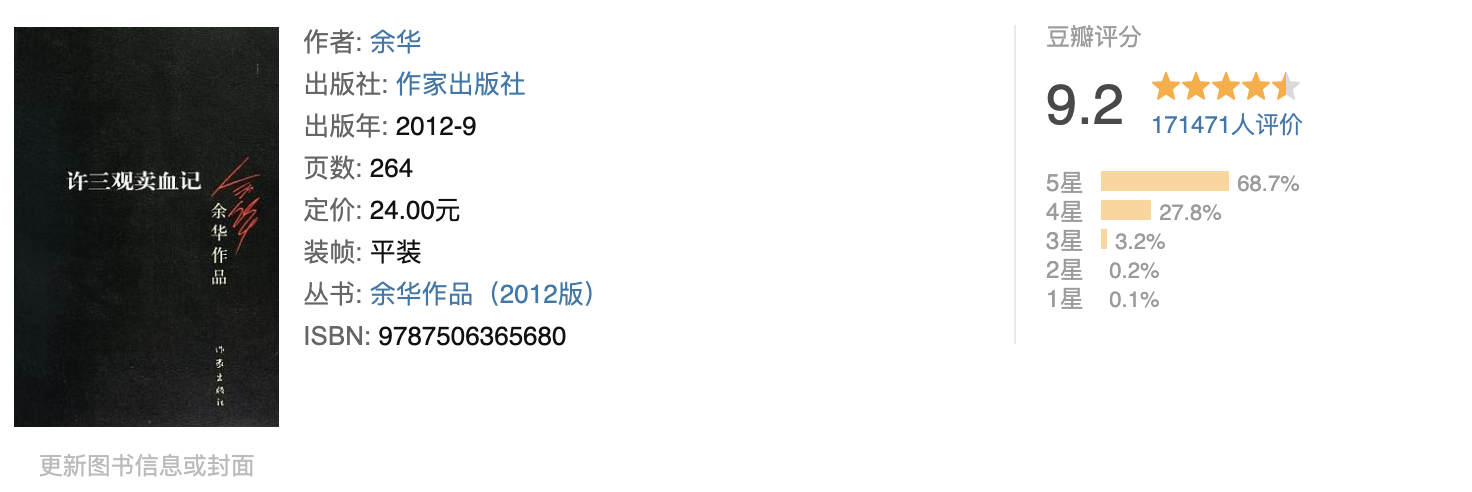 许三观卖血记
余华作品
作家出版社
作者: 余华
出版社: 作家出版社
出版年: 2012-9
页数: 264
定价: 24.00元
装帧: 平装
丛书: 余华作品（2012版）
ISBN: 9787506365680
更新图书信息或封面
豆瓣评分
9.2
171471人评价
5星 68.7%
4星 27.8%
3星 3.2%
2星 0.2%
1星 0.1%